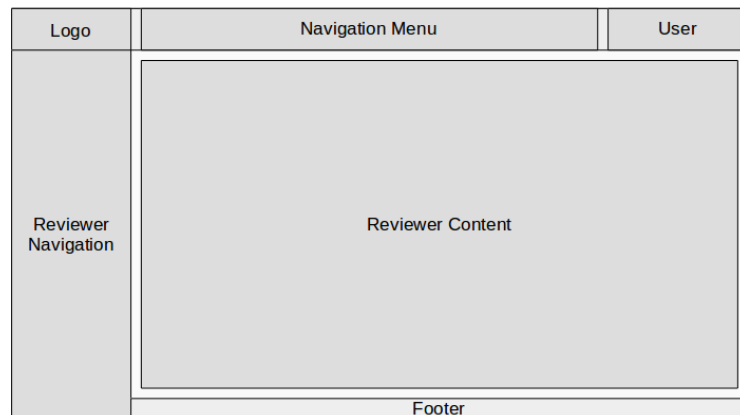 Logo
Navigation Menu
User
Reviewer
Navigation
Reviewer Content
Footer